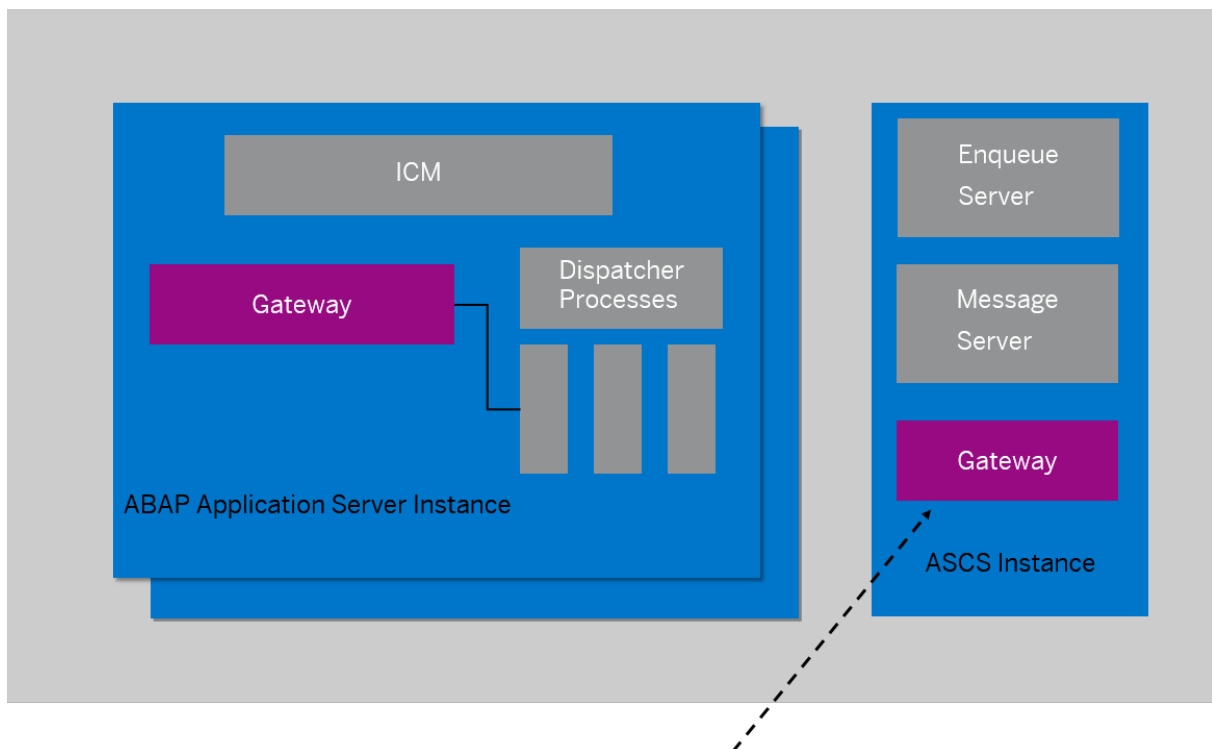 ICM
Gateway
Dispatcher
Processes
ABAP Application Server Instance
Enqueue
Server
Message
Server
Gateway
ASCS Instance